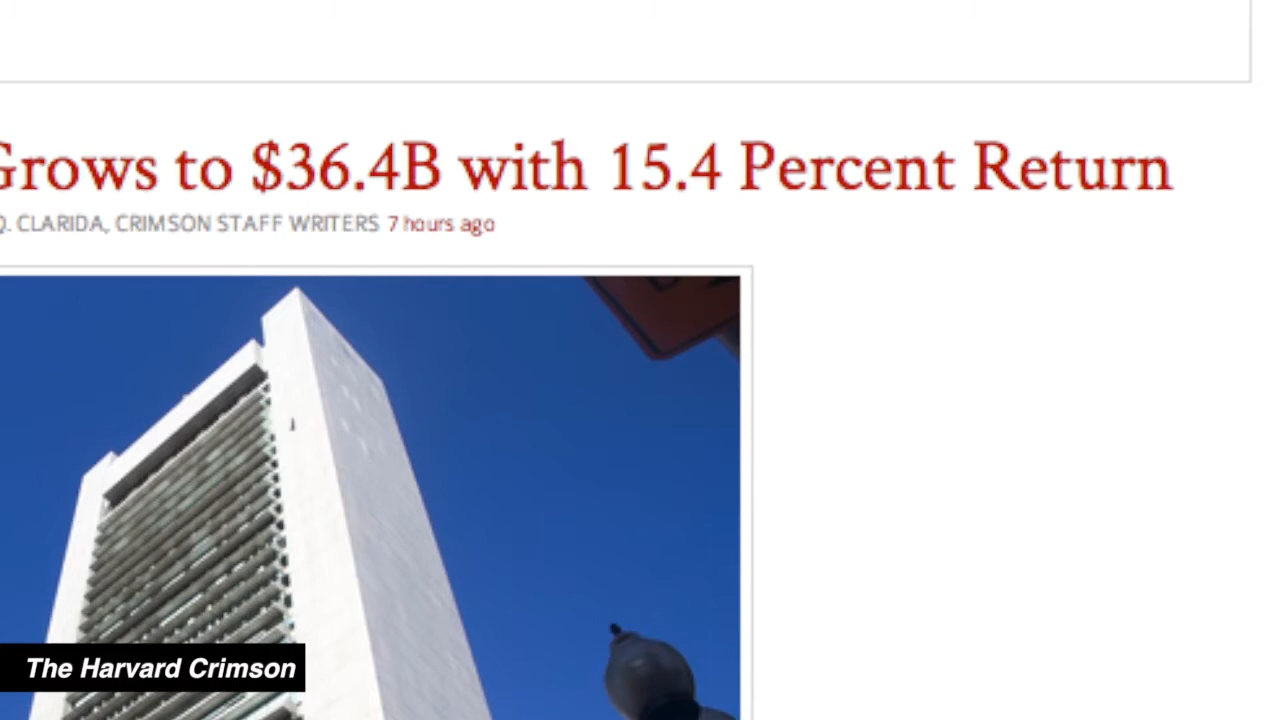 Grows to $36.4B with 15.4 Percent Return
Q. CLARIDA, CRIMSON STAFF WRITERS 7 hours ago
The Harvard Crimson